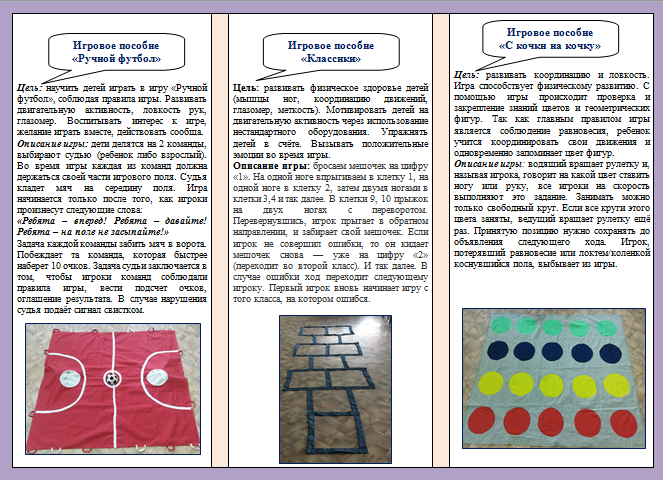 Игровое пособие
«Ручной футбол»
Цель: научить детей играть в игру «Ручной
футбол», соблюдая правила игры. Развивать
двигательную активность, ловкость рук,
глазомер. Воспитывать интерес к игре,
желание играть вместе, действовать сообща.
Описание игры: дети делятся на 2 команды,
выбирают судью (ребенок либо взрослый).
Во время игры каждая из команд должна
держаться своей части игрового поля. Судья
кладет мяч на середину поля. Игра
начинается только после того, как игроки
произнесут следующие слова:
«Ребята – вперед! Ребята – давайте!
Ребята – на поле не засыпайте!»
Задача каждой команды забить мяч в ворота.
Побеждает та команда, которая быстрее
наберет 10 очков. Задача судьи заключается в
том, чтобы игроки команд соблюдали
правила игры, вести подсчет очков,
оглашение результата. В случае нарушения
судья подаёт сигнал свистком.
Игровое пособие
«Классики»
Цель: развивать физическое здоровье детей
(мышцы ног, координацию движений,
глазомер, меткость). Мотивировать детей на
двигательную активность через использование
нестандартного оборудования. Упражнять
детей в счёте. Вызывать положительные
эмоции во время игры.
Описание игры: бросаем мешочек на цифру
«1». На одной ноге впрыгиваем в клетку 1, на
одной ноге в клетку 2, затем двумя ногами в
клетки 3,4 и так далее. В клетки 9, 10 прыжок
на двух ногах с переворотом.
Перевернувшись, игрок прыгает в обратном
направлении, и забирает свой мешочек. Если
игрок не совершил ошибки, то он кидает
мешочек снова — уже на цифру «2»
(переходит во второй класс). И так далее. В
случае ошибки ход переходит следующему
игроку. Первый игрок вновь начинает игру с
того класса, на котором ошибся.
Игровое пособие
«С кочки на кочку»
Цель: развивать координацию и ловкость.
Игра способствует физическому развитию. С
помощью игры происходит проверка и
закрепление знаний цветов и геометрических
фигур. Так как главным правилом игры
является соблюдение равновесия, ребенок
учится координировать свои движения и
одновременно запоминает цвет фигур.
Описание игры: водящий вращает рулетку и,
называя игрока, говорит на какой цвет ставить
ногу или руку, все игроки на скорость
выполняют это задание. Занимать можно
только свободный круг. Если все круги этого
цвета заняты, ведущий вращает рулетку ещё
раз. Принятую позицию нужно сохранять до
объявления следующего хода. Игрок,
потерявший равновесие или локтем/коленкой
коснувшийся пола, выбывает из игры.